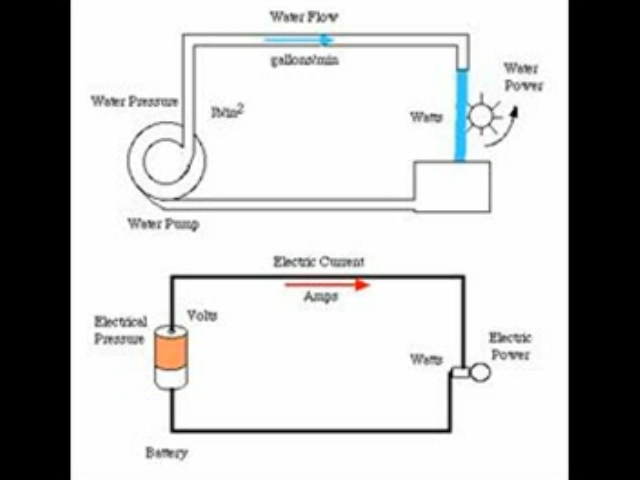 Water Flow
gallons/min
Water
Power
Water Pressure
lb/in2
Watts
Water Pump
Electric Current
Amps
Volts
Electrical
Pressure
Electric
Power
Watts
Battery